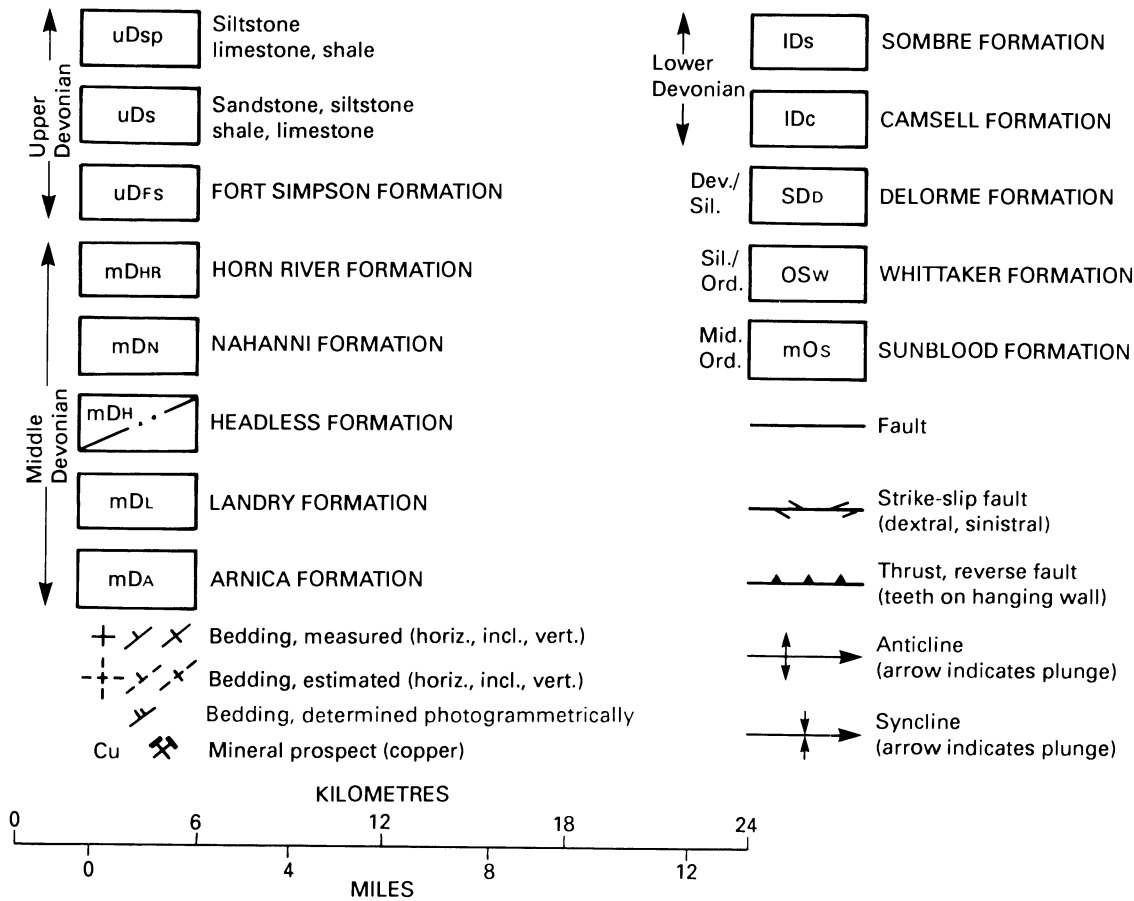 Upper
Devonian
uDsp
Siltstone
limestone, shale
uDs
Sandstone, siltstone
shale, limestone
uDFS
FORT SIMPSON FORMATION
Middle
Devonian
mDHR
HORN RIVER FORMATION
mDN
NAHANNI FORMATION
mDH
HEADLESS FORMATION
mDL
LANDRY FORMATION
mDA
ARNICA FORMATION
Bedding, measured (horiz., incl., vert.)
Bedding, estimated (horiz., incl., vert.)
Bedding, determined photogrammetrically
Cu
Mineral prospect (copper)
Lower
Devonian
lDs
SOMBRE FORMATION
lDc
CAMSELL FORMATION
Dev./
Sil.
SDD
DELORME FORMATION
Sil./
Ord.
OSw
WHITTAKER FORMATION
Mid.
Ord.
mOs
SUNBLOOD FORMATION
Fault
Strike-slip fault
(dextral, sinistral)
Thrust, reverse fault
(teeth on hanging wall)
Anticline
(arrow indicates plunge)
Syncline
(arrow indicates plunge)
KILOMETRES
0 6 12 18 24
0 4 8 12
MILES